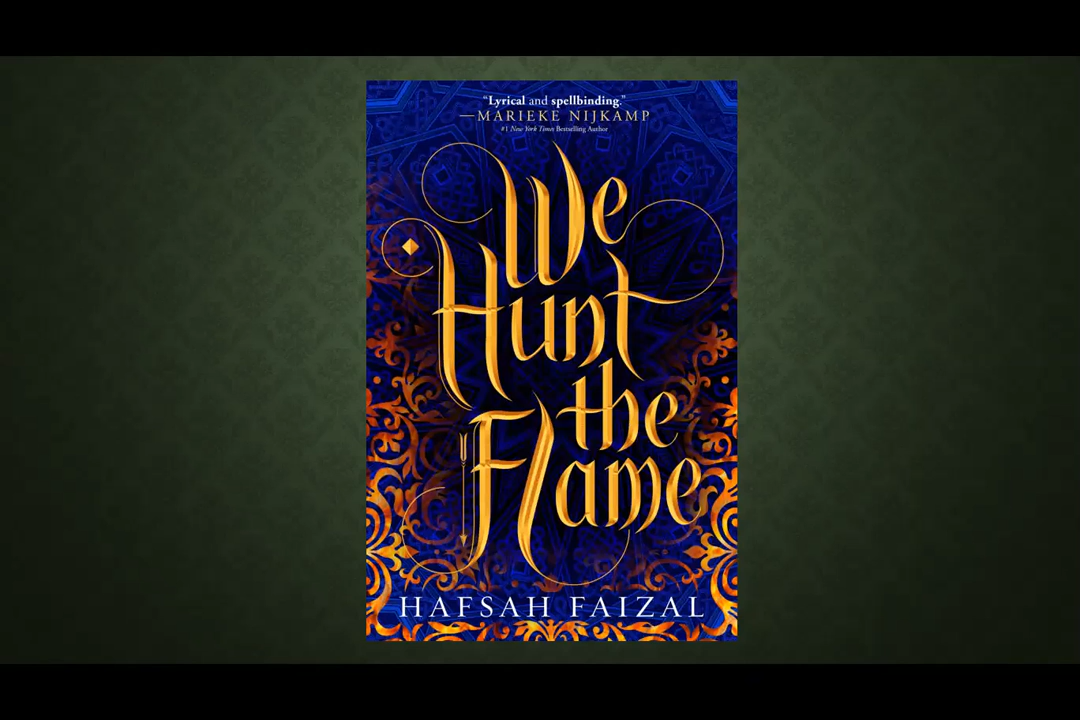 “Lyrical and spellbinding.”
—MARIEKE NIJKAMP
#1 New York Times Bestselling Author
We
Hunt
the
Flame
HAFSAH FAIZAL